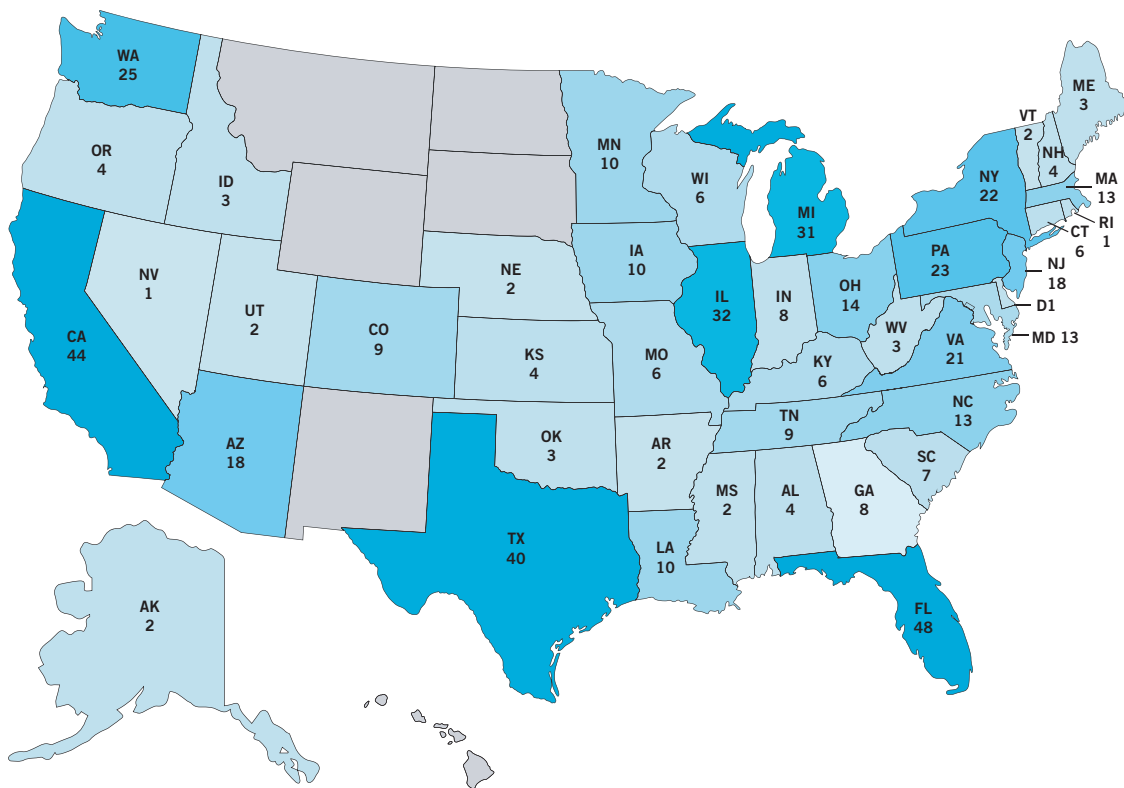 WA
25
OR
4
ID
3
CA
44
NV
1
UT
2
AZ
18
CO
9
NE
2
KS
4
OK
3
TX
40
MN
10
IA
10
MO
6
AR
2
LA
10
WI
6
IL
32
MI
31
IN
8
OH
14
KY
6
TN
9
MS
2
AL
4
GA
8
FL
48
SC
7
NC
13
VA
21
WV
3
PA
23
NY
22
VT
2
NH
4
ME
3
MA
13
RI
1
CT
6
NJ
18
D1
MD 13
AK
2